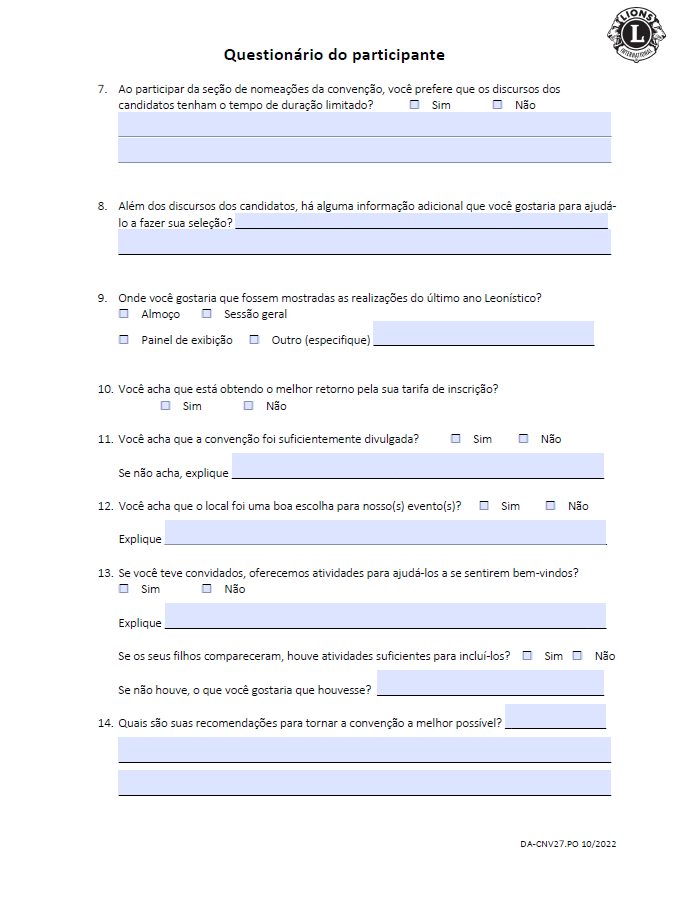 LIONS
L
INTERNATIONAL
Questionário do participante
7. Ao participar da seção de nomeações da convenção, você prefere que os discursos dos
candidatos tenham o tempo de duração limitado? Sim Não
8. Além dos discursos dos candidatos, há alguma informação adicional que você gostaria para ajudá-
lo a fazer sua seleção?
9. Onde você gostaria que fossem mostradas as realizações do último ano Leonístico?
Almoço Sessão geral
Painel de exibição Outro (especifique)
10. Você acha que está obtendo o melhor retorno pela sua tarifa de inscrição?
Sim Não
11. Você acha que a convenção foi suficientemente divulgada? Sim Não
Se não acha, explique
12. Você acha que o local foi uma boa escolha para nosso(s) evento(s)? Sim Não
Explique
13. Se você teve convidados, oferecemos atividades para ajudá-los a se sentirem bem-vindos?
Sim Não
Explique
Se os seus filhos compareceram, houve atividades suficientes para incluí-los? Sim Não
Se não houve, o que você gostaria que houvesse?
14. Quais são suas recomendações para tornar a convenção a melhor possível?
DA-CNV27.PO 10/2022